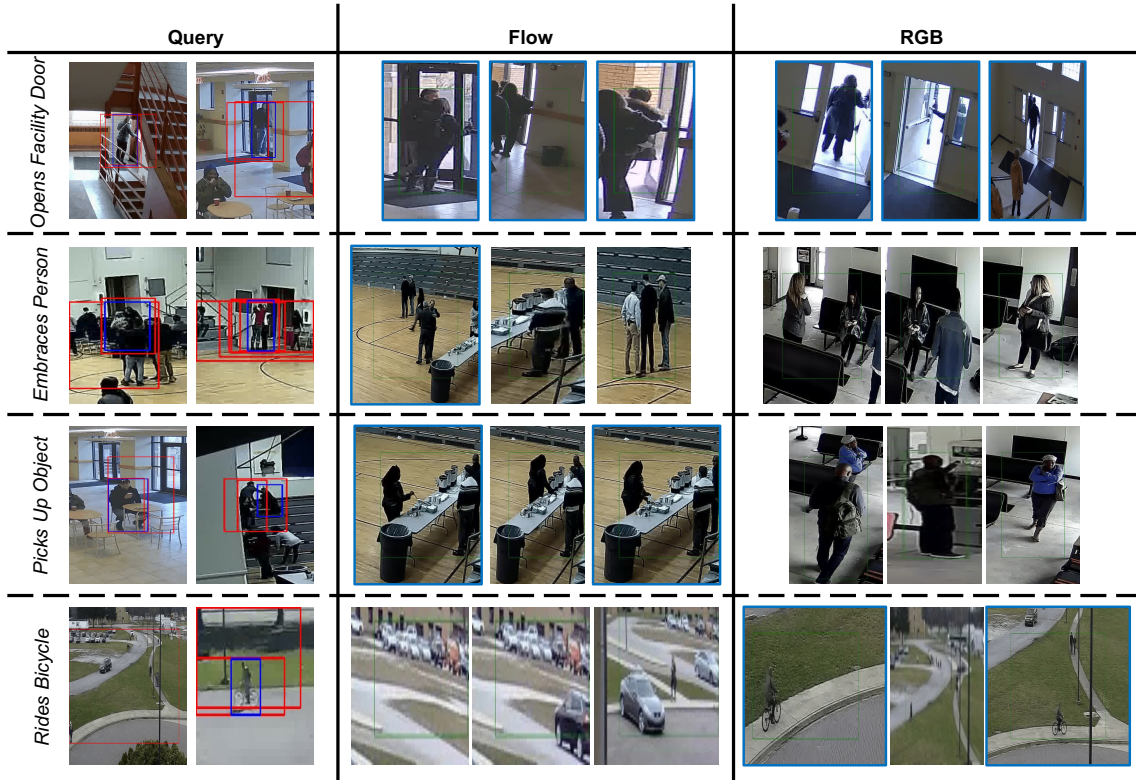 Query
Flow
RGB
Opens Facility Door
Embraces Person
Picks Up Object
Rides Bicycle